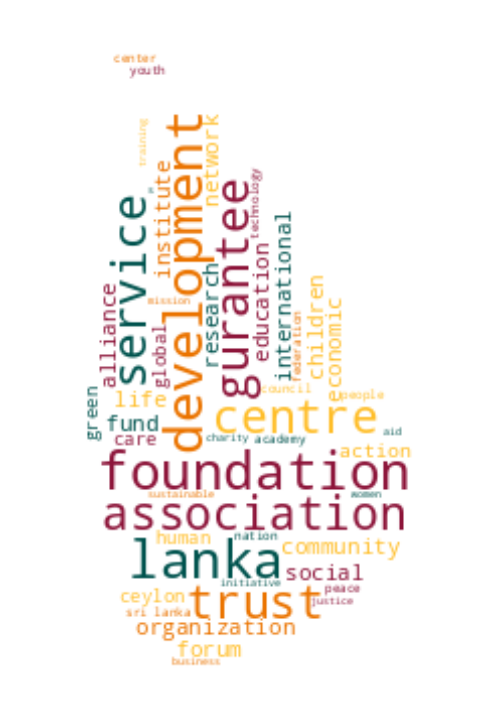 center
youth
training
development
network
institute
technology
gurantee
service
international
education
research
children
alliance
mission
economic
federation
global
green
life
council
people
centre
fund
care
charity
academy
aid
action
foundation
sustainable
women
association
human
nation
lanka
community
social
initiative
peace
ceylon
trust
justice
sri lanka
organization
forum
business